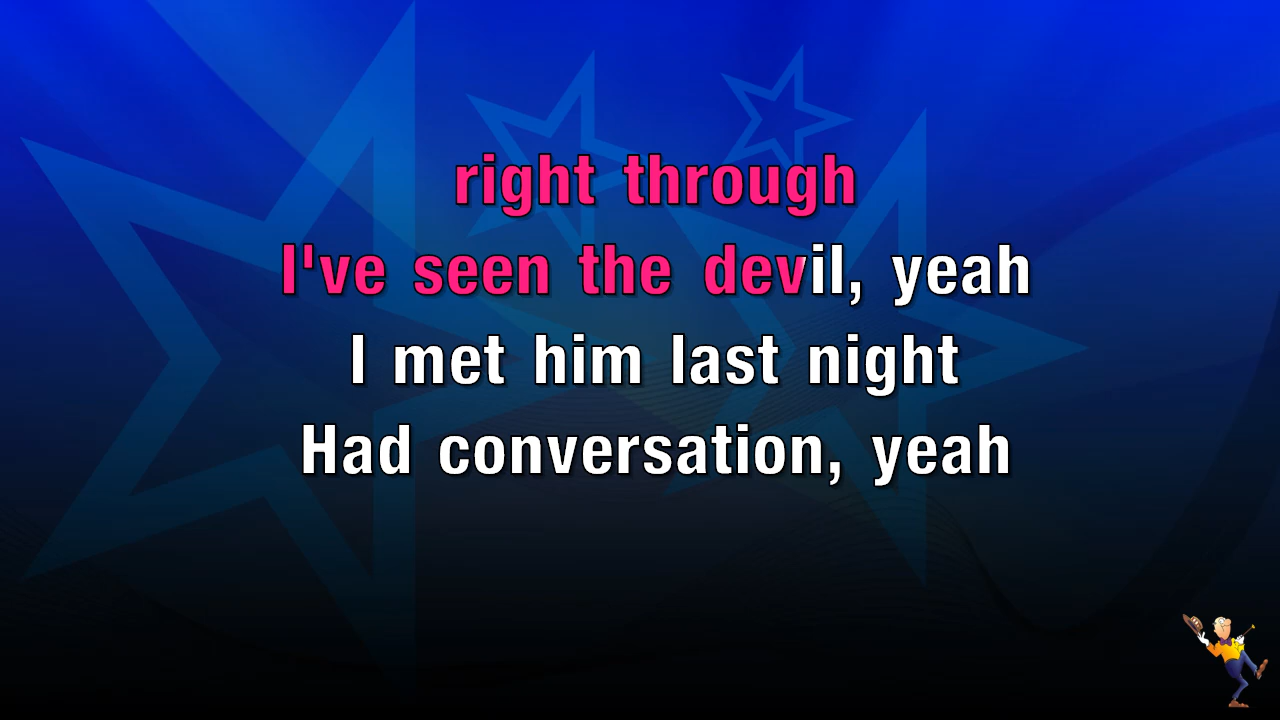 right through
I've seen the devil, yeah
I met him last night
Had conversation, yeah